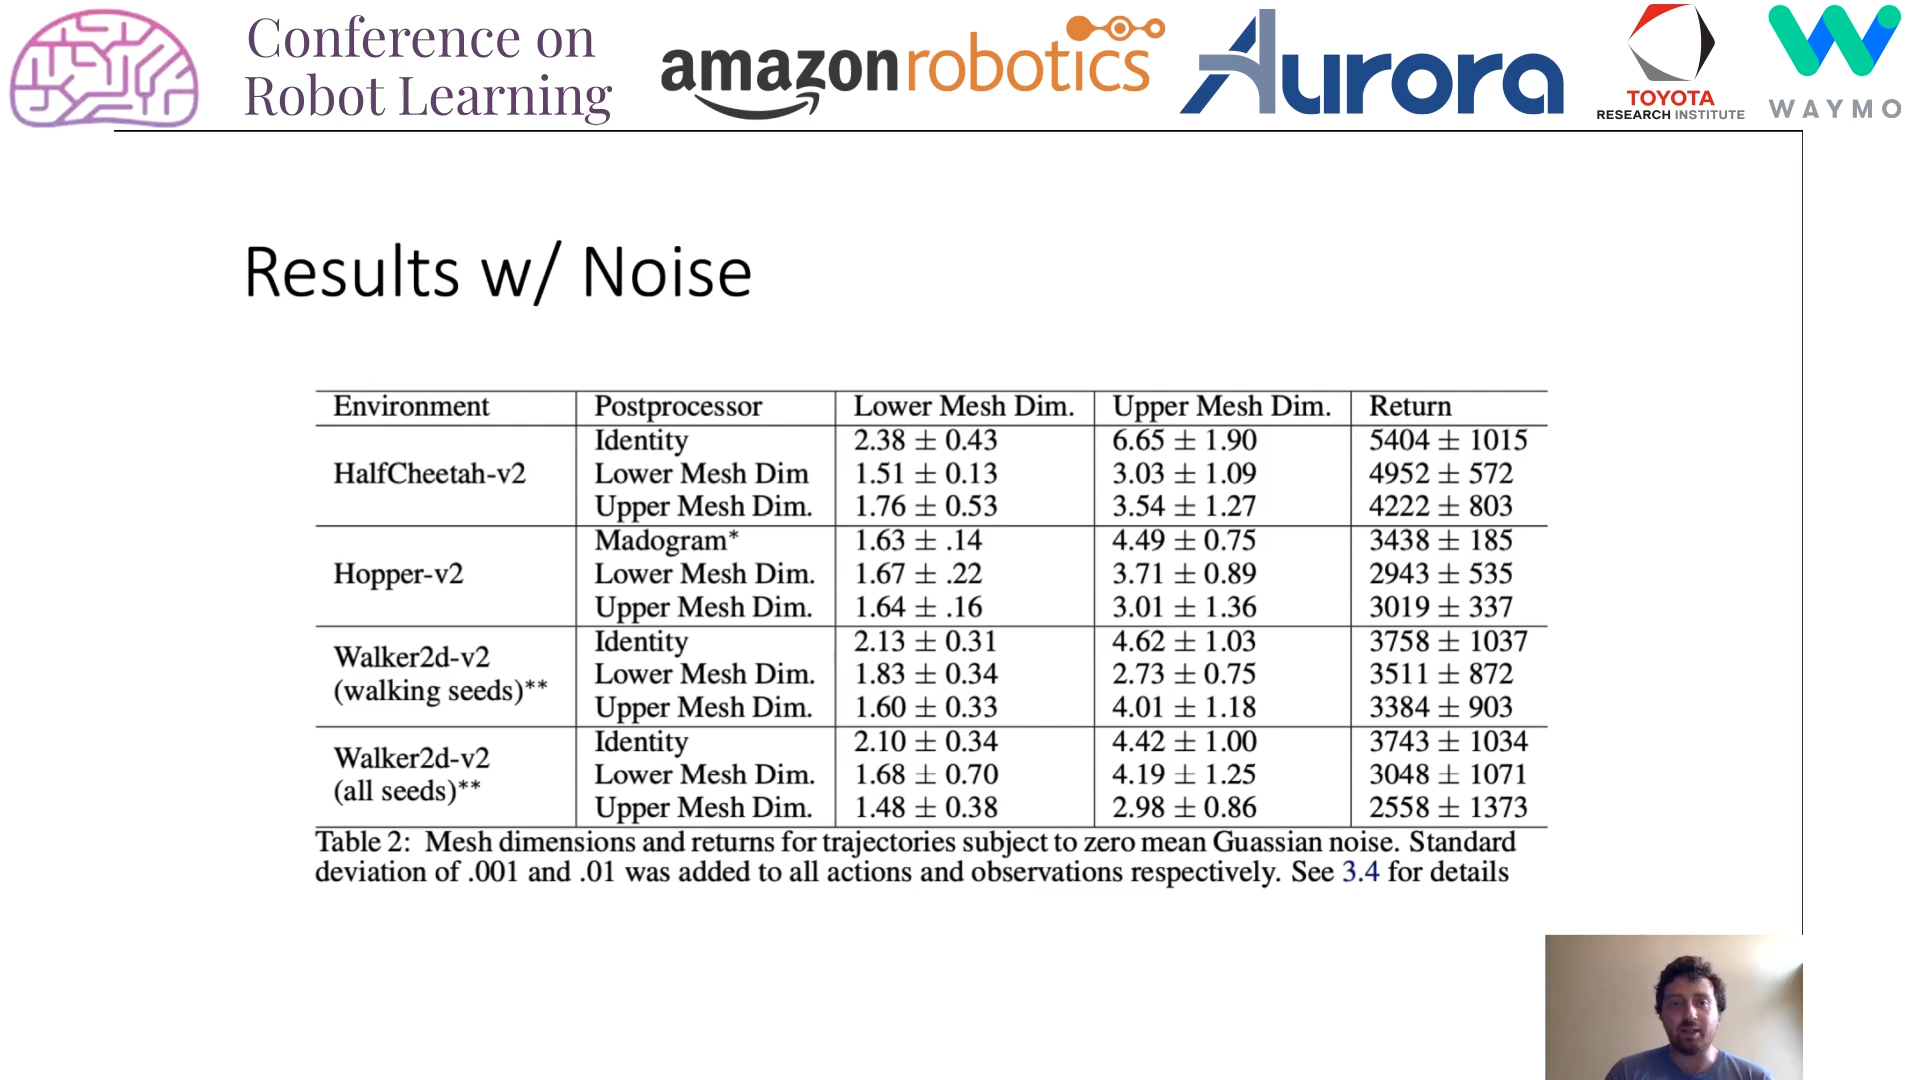 Conference on
Robot Learning
amazon robotics
Aurora
TOYOTA
RESEARCH INSTITUTE
WAYMO
Results w/ Noise
Environment Postprocessor Lower Mesh Dim. Upper Mesh Dim. Return
HalfCheetah-v2
Identity 2.38 ± 0.43 6.65 ± 1.90 5404 ± 1015
Lower Mesh Dim 1.51 ± 0.13 3.03 ± 1.09 4952 ± 572
Upper Mesh Dim. 1.76 ± 0.53 3.54 ± 1.27 4222 ± 803
Hopper-v2
Madogram* 1.63 ± .14 4.49 ± 0.75 3438 ± 185
Lower Mesh Dim. 1.67 ± .22 3.71 ± 0.89 2943 ± 535
Upper Mesh Dim. 1.64 ± .16 3.01 ± 1.36 3019 ± 337
Walker2d-v2
(walking seeds)**
Identity 2.13 ± 0.31 4.62 ± 1.03 3758 ± 1037
Lower Mesh Dim. 1.83 ± 0.34 2.73 ± 0.75 3511 ± 872
Upper Mesh Dim. 1.60 ± 0.33 4.01 ± 1.18 3384 ± 903
Walker2d-v2
(all seeds)**
Identity 2.10 ± 0.34 4.42 ± 1.00 3743 ± 1034
Lower Mesh Dim. 1.68 ± 0.70 4.19 ± 1.25 3048 ± 1071
Upper Mesh Dim. 1.48 ± 0.38 2.98 ± 0.86 2558 ± 1373
Table 2: Mesh dimensions and returns for trajectories subject to zero mean Guassian noise. Standard
deviation of .001 and .01 was added to all actions and observations respectively. See 3.4 for details